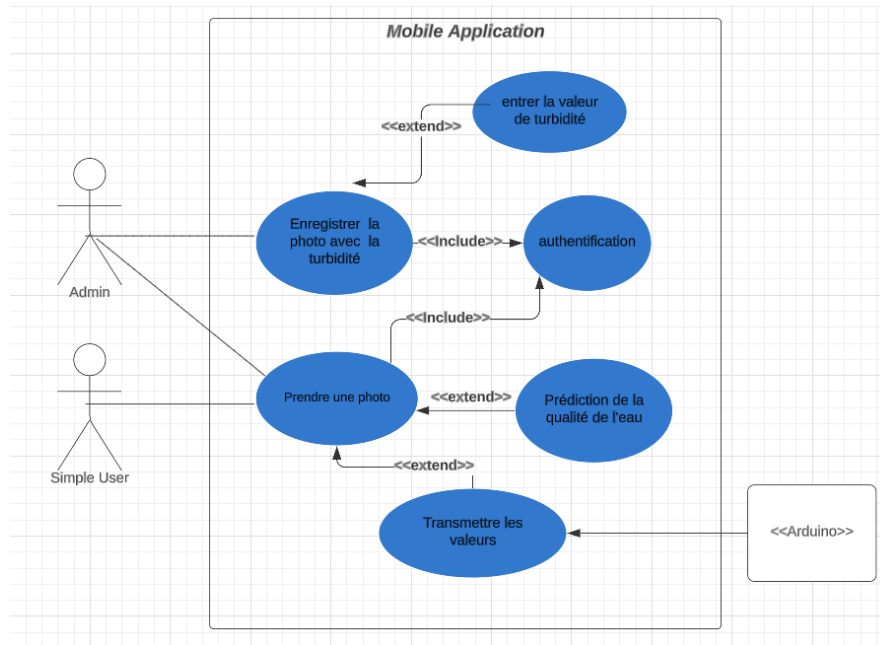 Mobile Application
entrer la valeur
de turbidité
<<extend>>
Enregistrer la
photo avec la
turbidité
<<Include>>
authentification
Admin
<<Include>>
Prendre une photo
<<extend>>
Prédiction de la
qualité de l'eau
Simple User
<<extend>>
Transmettre les
valeurs
<<Arduino>>